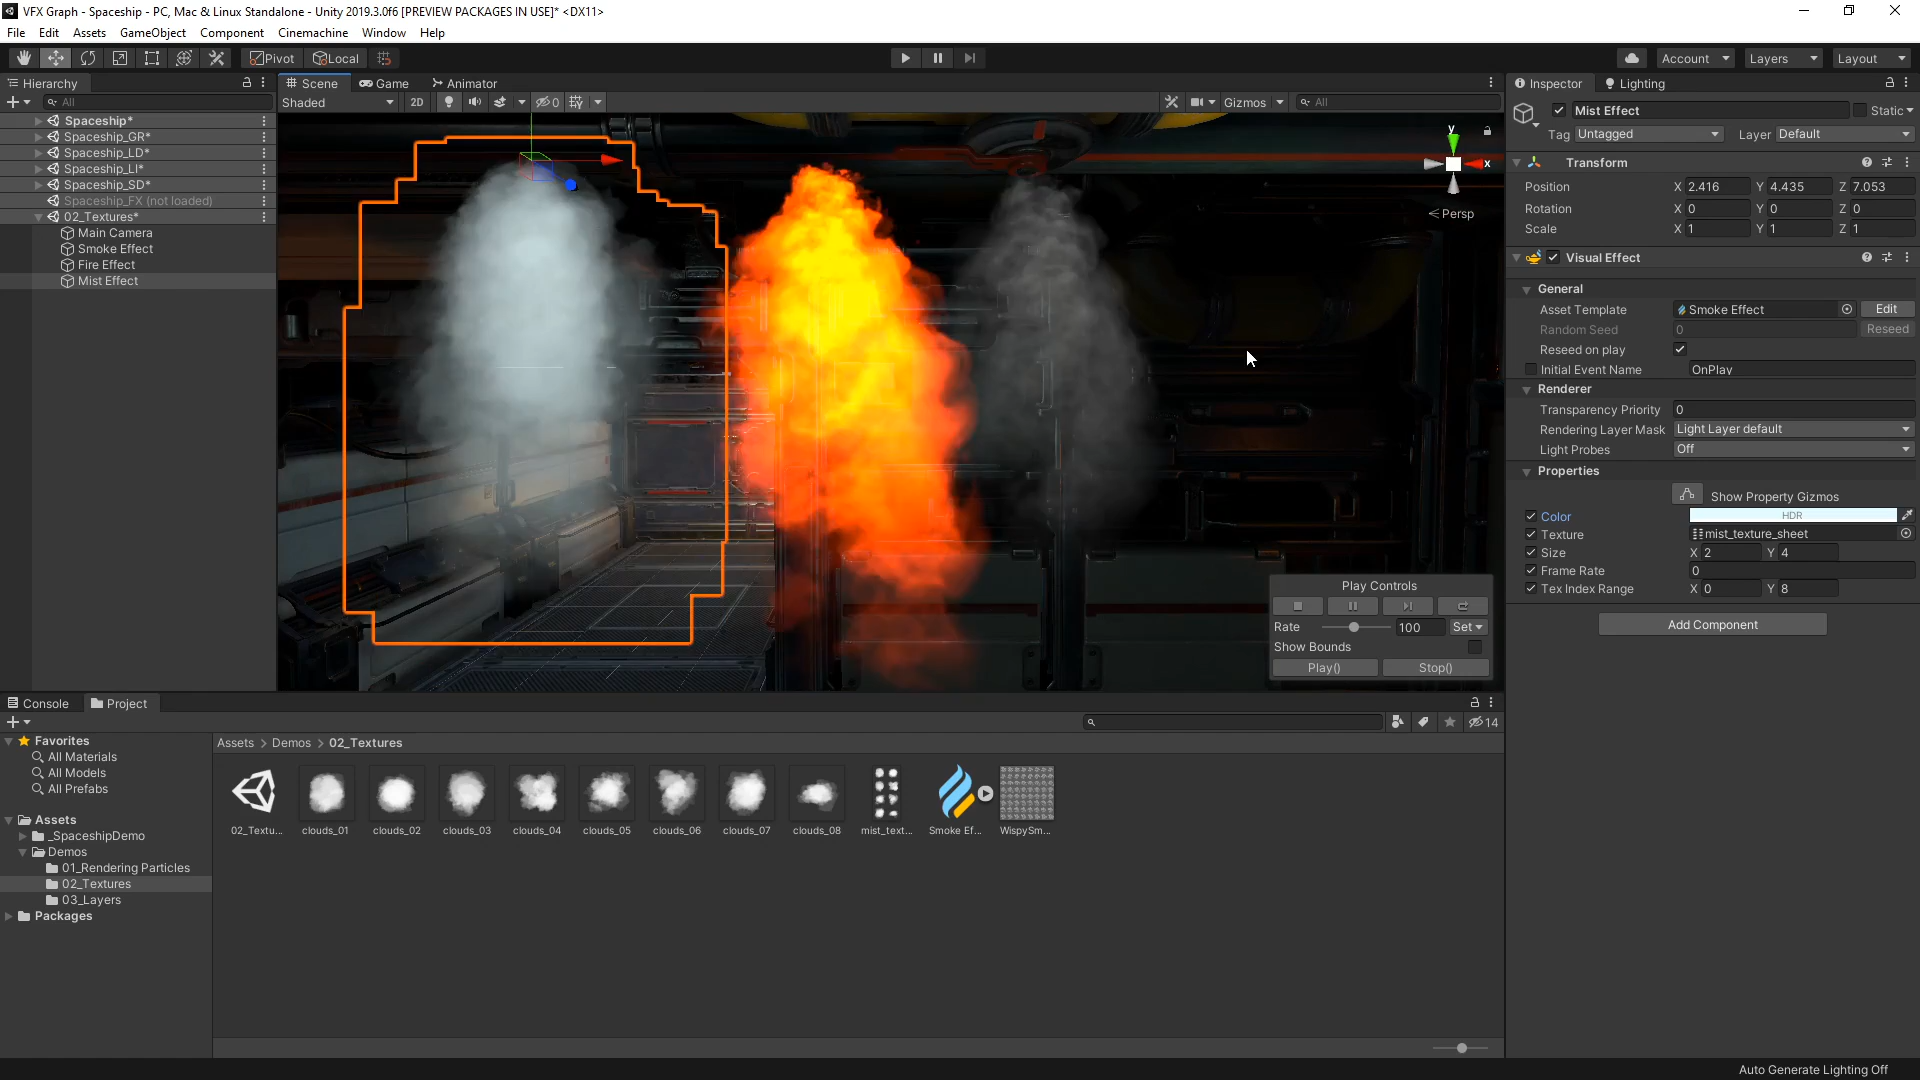 VFX Graph - Spaceship - PC, Mac & Linux Standalone - Unity 2019.3.0f6 [PREVIEW PACKAGES IN USE]* <DX11>
File Edit Assets GameObject Component Cinemachine Window Help
Pivot Local Account Layers Layout
Hierarchy
All
Spaceship*
Spaceship_GR*
Spaceship_LD*
Spaceship_LI*
Spaceship_SD*
Spaceship_FX (not loaded)
02_Textures*
Main Camera
Smoke Effect
Fire Effect
Mist Effect
Scene Game Animator
Shaded 2D 0 Gizmos All
y
x
Persp
Play Controls
Rate 100 Set
Show Bounds
Play() Stop()
Inspector Lighting
Mist Effect Static
Tag Untagged Layer Default
Transform
Position X 2.416 Y 4.435 Z 7.053
Rotation X 0 Y 0 Z 0
Scale X 1 Y 1 Z 1
Visual Effect
General
Asset Template Smoke Effect Edit
Random Seed 0 Reseed
Reseed on play
Initial Event Name OnPlay
Renderer
Transparency Priority 0
Rendering Layer Mask Light Layer default
Light Probes Off
Properties
Show Property Gizmos
Color HDR
Texture mist_texture_sheet
Size X 2 Y 4
Frame Rate 0
Tex Index Range X 0 Y 8
Add Component
Console Project
14
Favorites
All Materials
All Models
All Prefabs
Assets
_SpaceshipDemo
Demos
01_Rendering Particles
02_Textures
03_Layers
Packages
Assets > Demos > 02_Textures
02_Textu... clouds_01 clouds_02 clouds_03 clouds_04 clouds_05 clouds_06 clouds_07 clouds_08 mist_text... Smoke Ef... WispySm...
Auto Generate Lighting Off